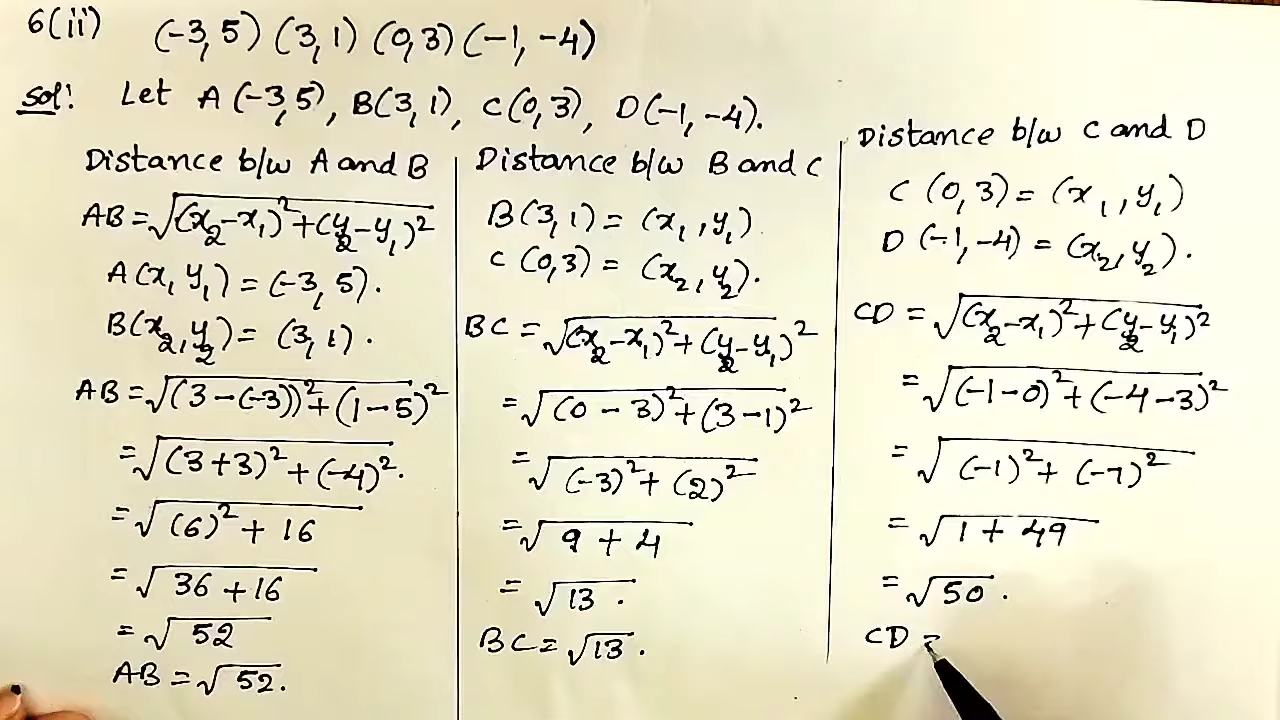 6(ii) (-3, 5) (3, 1) (0, 3) (-1, -4)
Sol: Let A(-3, 5), B(3, 1), C(0, 3), D(-1, -4).
Distance b/w A and B
AB = √(x₂-x₁)² + (y₂-y₁)²
A(x₁ y₁) = (-3, 5).
B(x₂, y₂) = (3, 1).
AB = √(3-(-3))² + (1-5)²
= √(3+3)² + (-4)².
= √(6)² + 16
= √36 + 16
= √52
AB = √52.
Distance b/w B and C
B(3, 1) = (x₁, y₁)
C(0, 3) = (x₂, y₂).
BC = √(x₂-x₁)² + (y₂-y₁)²
= √(0-3)² + (3-1)²
= √(-3)² + (2)²
= √9 + 4
= √13.
BC = √13.
Distance b/w C and D
C(0, 3) = (x₁, y₁)
D(-1, -4) = (x₂, y₂).
CD = √(x₂-x₁)² + (y₂-y₁)²
= √(-1-0)² + (-4-3)²
= √(-1)² + (-7)²
= √1 + 49
= √50.
CD =